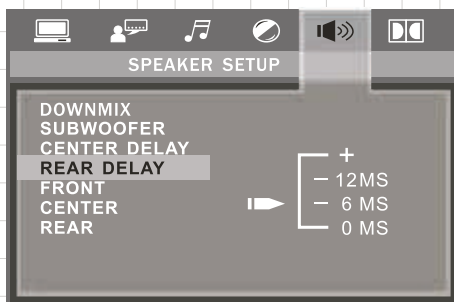 SPEAKER SETUP
DOWNMIX
SUBWOOFER
CENTER DELAY
REAR DELAY
FRONT
CENTER
REAR
+
– 12MS
– 6 MS
0 MS